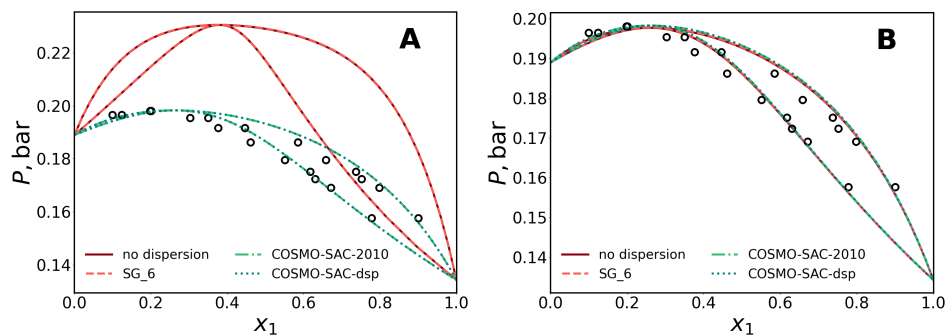 A
P, bar
0.22
0.20
0.18
0.16
0.14
no dispersion
SG_6
COSMO-SAC-2010
COSMO-SAC-dsp
0.0 0.2 0.4 0.6 0.8 1.0
x₁
B
P, bar
0.20
0.19
0.18
0.17
0.16
0.15
0.14
no dispersion
SG_6
COSMO-SAC-2010
COSMO-SAC-dsp
0.0 0.2 0.4 0.6 0.8 1.0
x₁